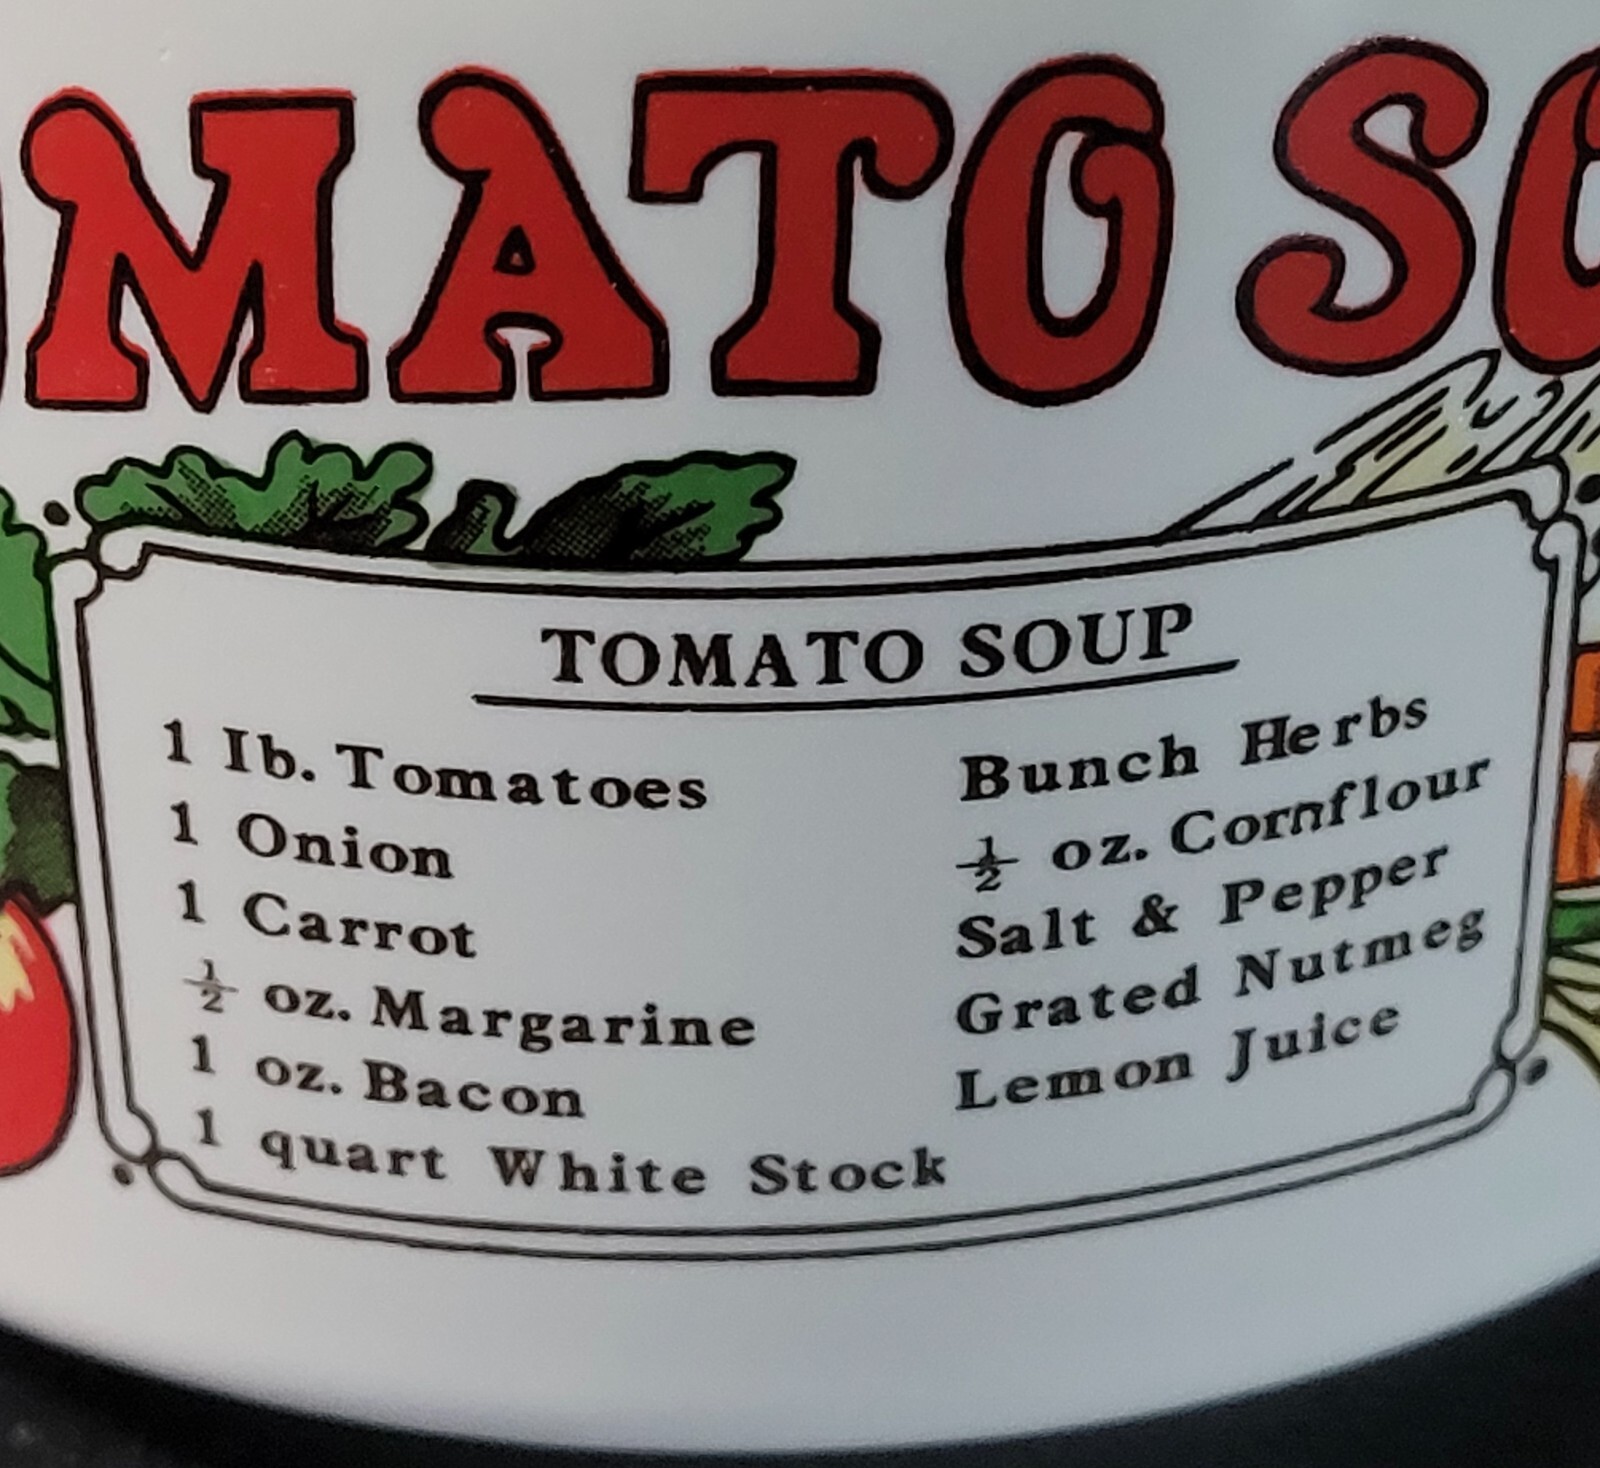 MATO SO
TOMATO SOUP
1 Ib. Tomatoes
1 Onion
1 Carrot
½ oz. Margarine
1 oz. Bacon
1 quart White Stock
Bunch Herbs
½ oz. Cornflour
Salt & Pepper
Grated Nutmeg
Lemon Juice